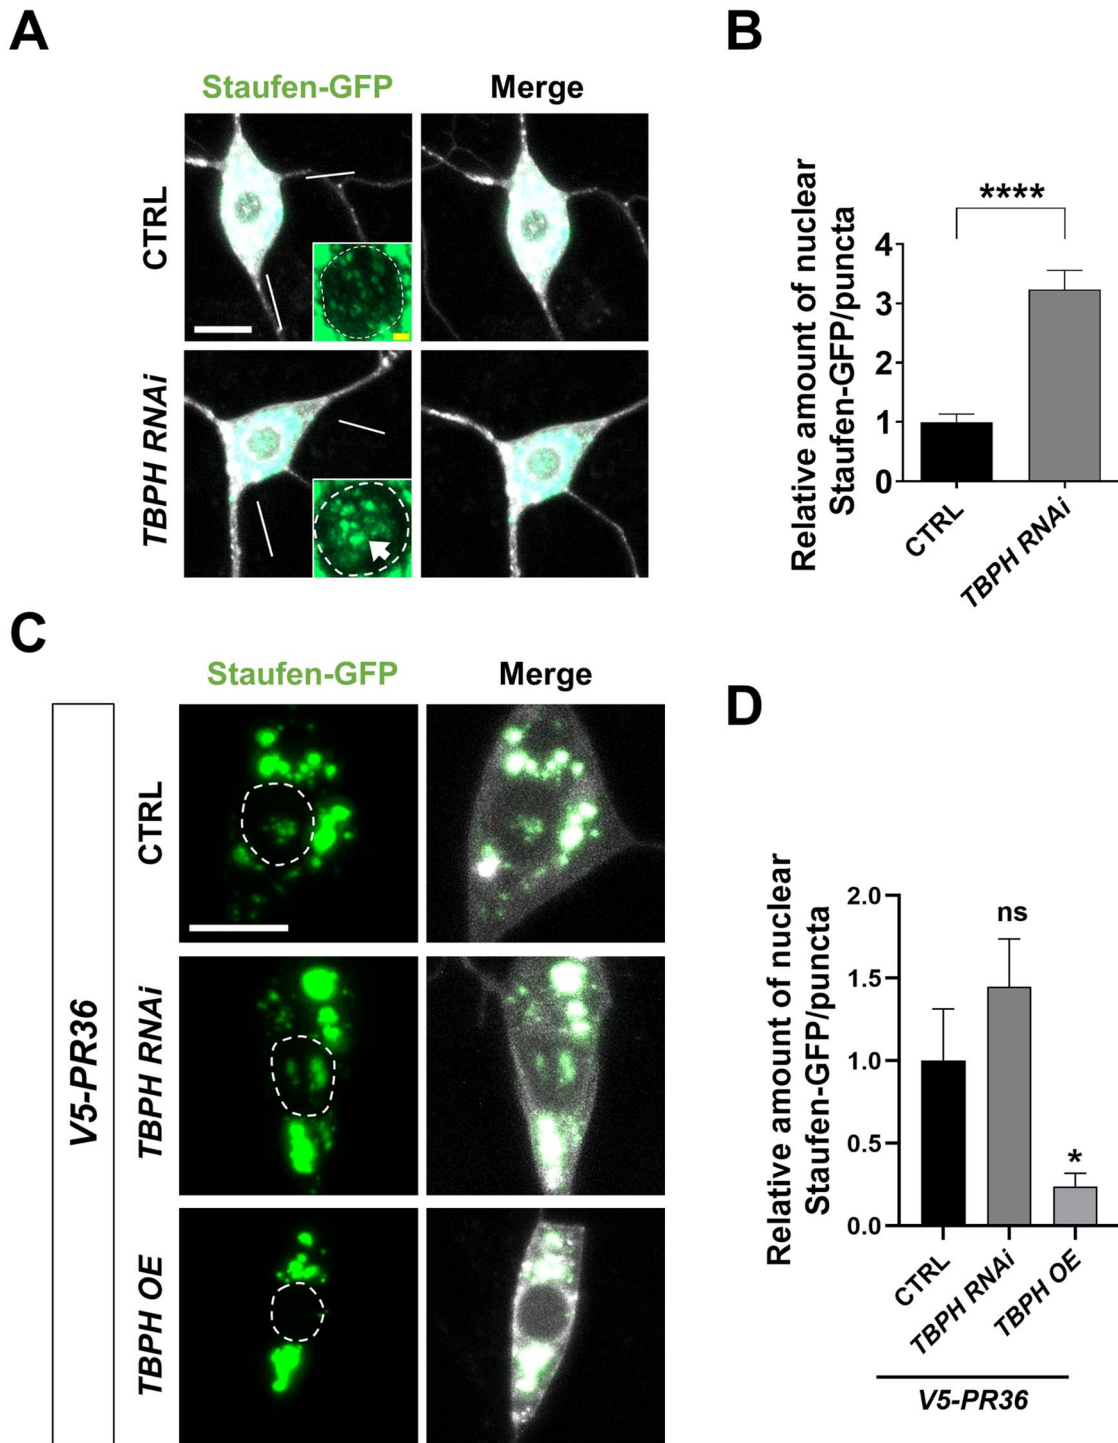 A
Staufen-GFP
Merge
CTRL
TBPH RNAi
B
Relative amount of nuclear
Staufen-GFP/puncta
****
4
3
2
1
0
CTRL
TBPH RNAi
C
Staufen-GFP
Merge
V5-PR36
CTRL
TBPH RNAi
TBPH OE
D
Relative amount of nuclear
Staufen-GFP/puncta
2.0
1.5
1.0
0.5
0.0
ns
*
CTRL
TBPH RNAi
TBPH OE
V5-PR36